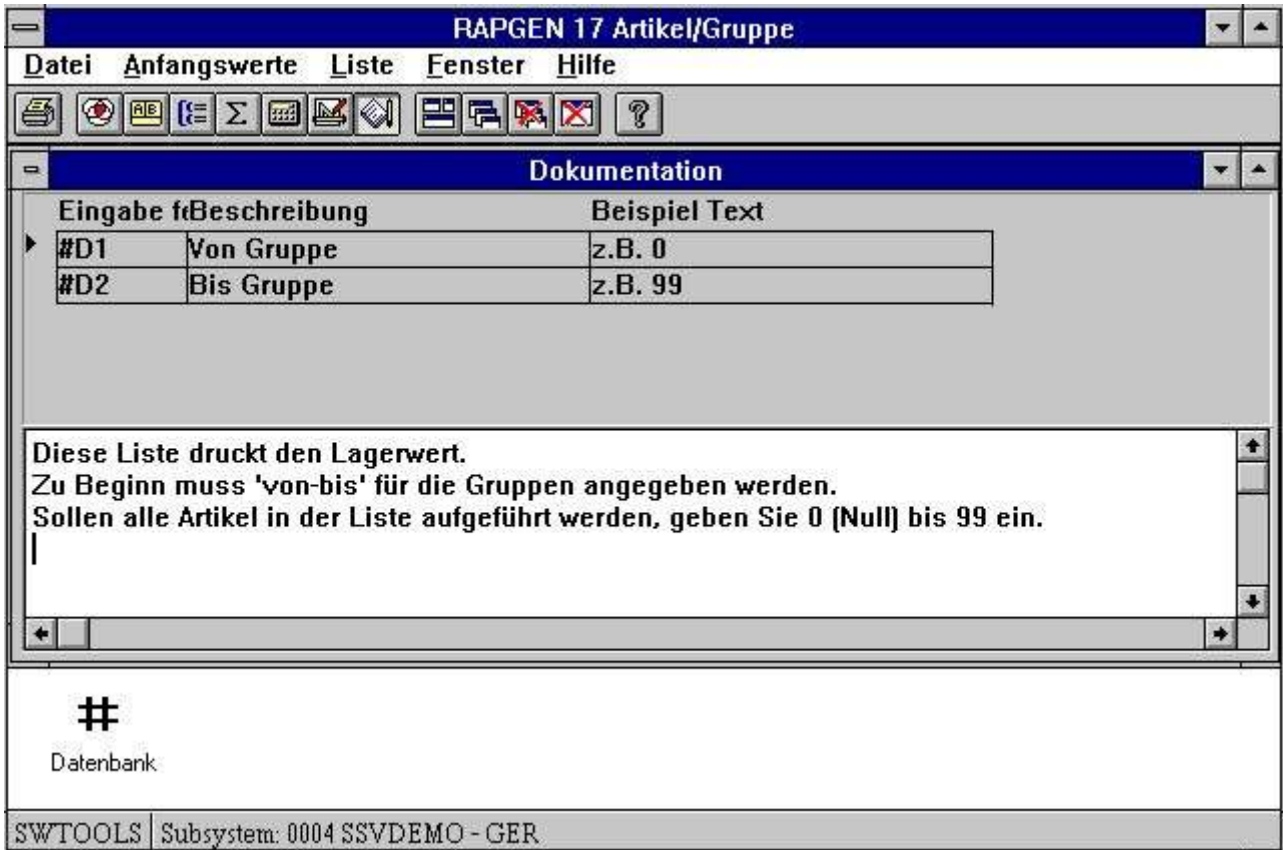 RAPGEN 17 Artikel/Gruppe
Datei Anfangswerte Liste Fenster Hilfe
Dokumentation
Eingabe fe Beschreibung Beispiel Text
#D1 Von Gruppe z.B. 0
#D2 Bis Gruppe z.B. 99
Diese Liste druckt den Lagerwert.
Zu Beginn muss 'von-bis' für die Gruppen angegeben werden.
Sollen alle Artikel in der Liste aufgeführt werden, geben Sie 0 (Null) bis 99 ein.
#
Datenbank
SWTOOLS Subsystem: 0004 SSVDEMO - GER